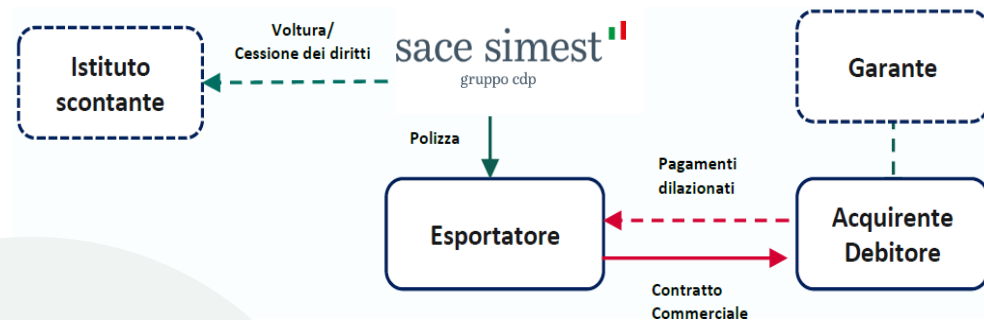 Voltura/
Cessione dei diritti
Istituto
scontante
sace simest
gruppo cdp
Garante
Polizza
Pagamenti
dilazionati
Esportatore
Acquirente
Debitore
Contratto
Commerciale